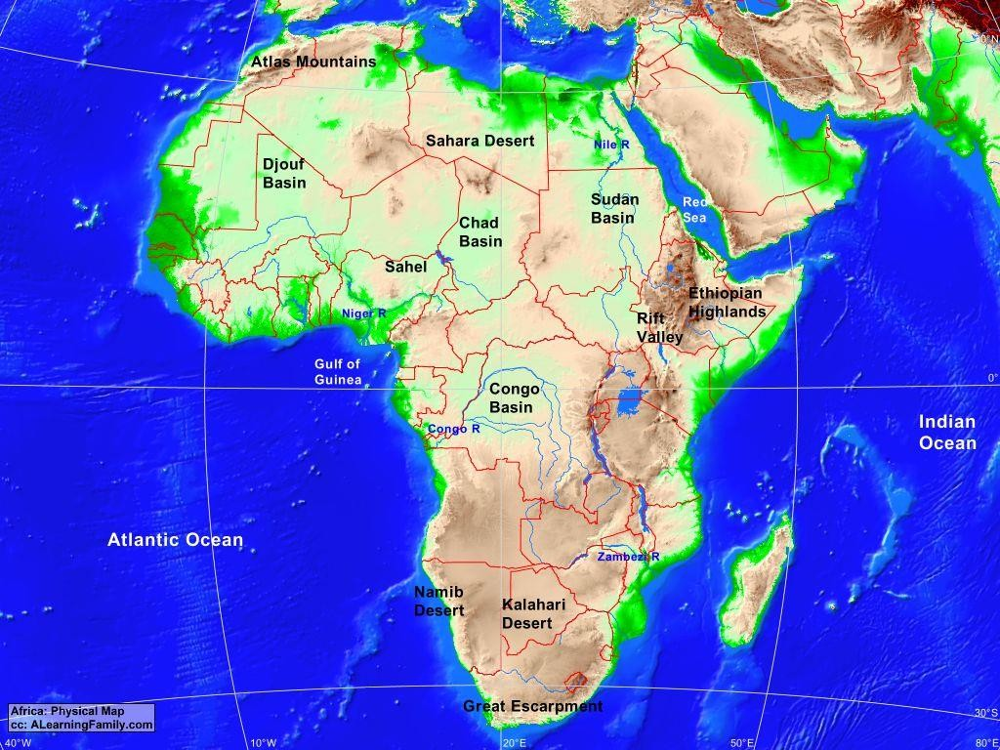 0°N
Atlas Mountains
Sahara Desert
Nile R
Djouf
Basin
Sudan
Basin
Red
Sea
Chad
Basin
Sahel
Ethiopian
Highlands
Niger R
Rift
Valley
Gulf of
Guinea
0°
Congo
Basin
Congo R
Indian
Ocean
Atlantic Ocean
Zambezi R
Namib
Desert
Kalahari
Desert
Great Escarpment
Africa: Physical Map
cc: ALearningFamily.com
30°S
40°W
10°W
20°E
50°E
80°E